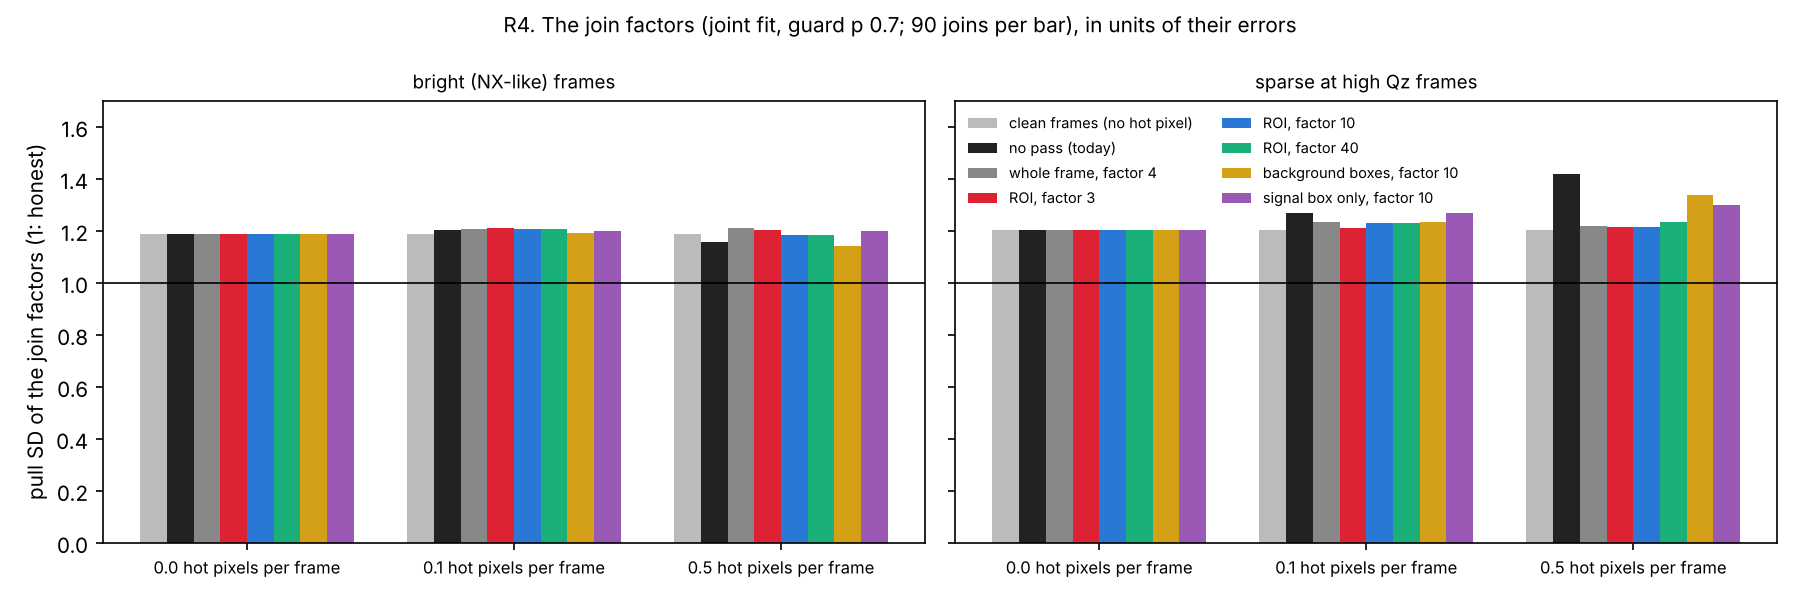 R4. The join factors (joint fit, guard p 0.7; 90 joins per bar), in units of their errors
bright (NX-like) frames
sparse at high Qz frames
pull SD of the join factors (1: honest)
1.6
1.4
1.2
1.0
0.8
0.6
0.4
0.2
0.0
clean frames (no hot pixel)
no pass (today)
whole frame, factor 4
ROI, factor 3
ROI, factor 10
ROI, factor 40
background boxes, factor 10
signal box only, factor 10
0.0 hot pixels per frame
0.1 hot pixels per frame
0.5 hot pixels per frame
0.0 hot pixels per frame
0.1 hot pixels per frame
0.5 hot pixels per frame